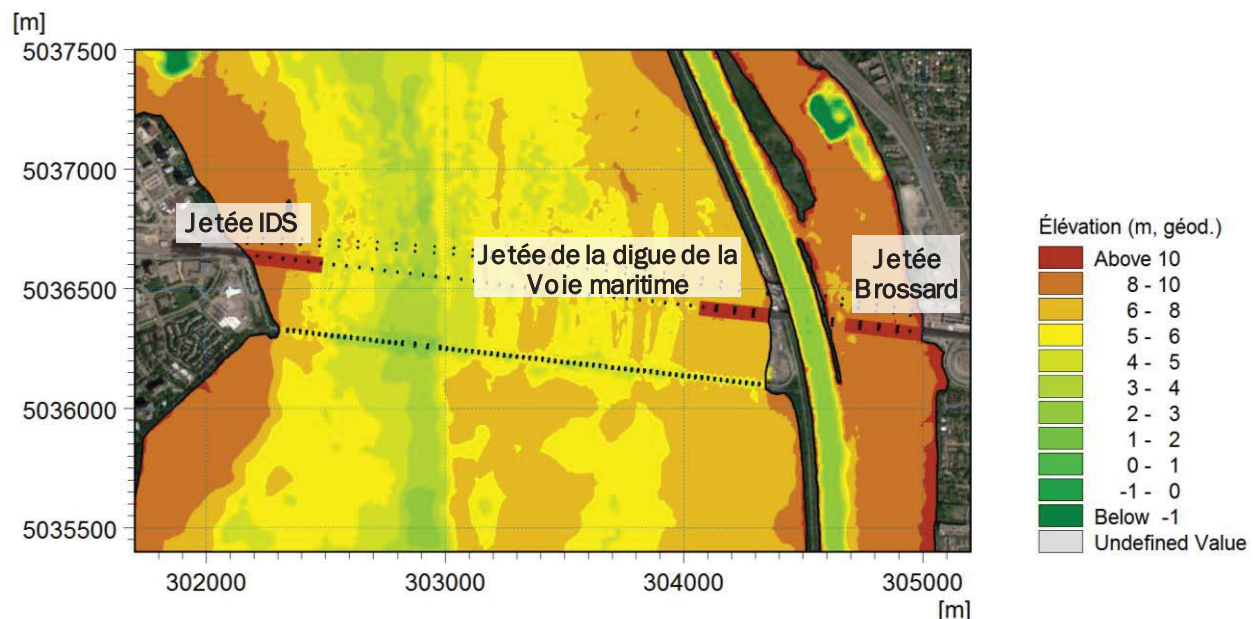 [m]
5037500
5037000
5036500
5036000
5035500
Jetée IDS
Jetée de la digue de la
Voie maritime
Jetée
Brossard
302000
303000
304000
305000
[m]
Élévation (m, géod.)
Above 10
8 - 10
6 - 8
5 - 6
4 - 5
3 - 4
2 - 3
1 - 2
0 - 1
-1 - 0
Below -1
Undefined Value